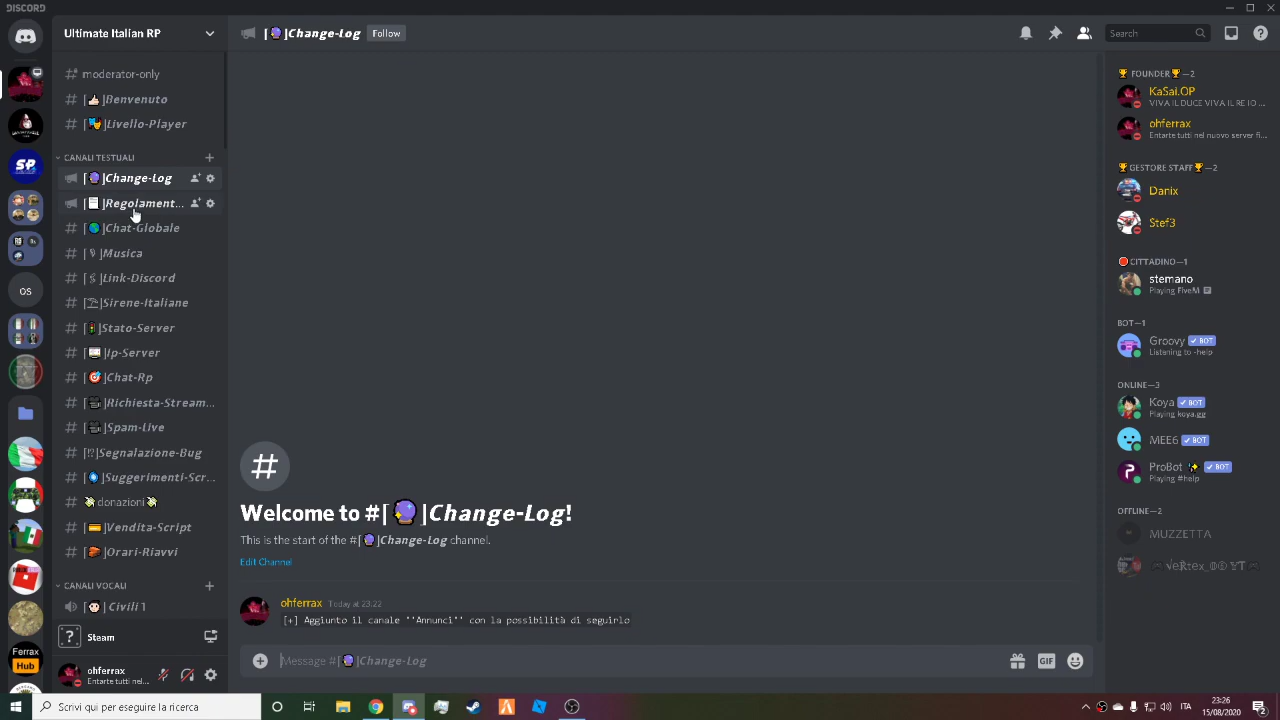 DISCORD
Ultimate Italian RP
[🔮]Change-Log
Follow
Search
moderator-only
[👍🏻]Benvenuto
[🎭]Livello-Player
CANALI TESTUALI
[🔮]Change-Log
Regolament...
[🌎]Chat-Globale
Musica
Link-Discord
Sirene-Italiane
[🚦]Stato-Server
Ip-Server
[🎯]Chat-Rp
Richiesta-Stream...
Spam-Live
[⁉]Segnalazione-Bug
Suggerimenti-Scr...
💸donazioni💸
[💳]Vendita-Script
Orari-Riavvi
CANALI VOCALI
Civili 1
Steam
ohferrax
Entarte tutti nel...
OS
Ferrax
Hub
SP
Welcome to #[🔮]Change-Log!
This is the start of the #[🔮]Change-Log channel.
Edit Channel
ohferrax Today at 23:22
[+] Aggiunto il canale ''Annunci'' con la possibilità di seguirlo
Message #[🔮]Change-Log
GIF
🏆 FOUNDER🏆—2
KaSai.OP
VIVA IL DUCE VIVA IL RE IO ...
ohferrax
Entarte tutti nel nuovo server fi...
🏆 GESTORE STAFF🏆—2
Danix
Stef3
🔴 CITTADINO—1
stemano
Playing FiveM
BOT—1
Groovy ✔ BOT
Listening to -help
ONLINE—3
Koya ✔ BOT
Playing koya.gg
MEE6 ✔ BOT
ProBot ✨ ✔ BOT
Playing #help
OFFLINE—2
MUZZETTA
Scrivi qui per eseguire la ricerca
ITA
23:26
15/08/2020
2